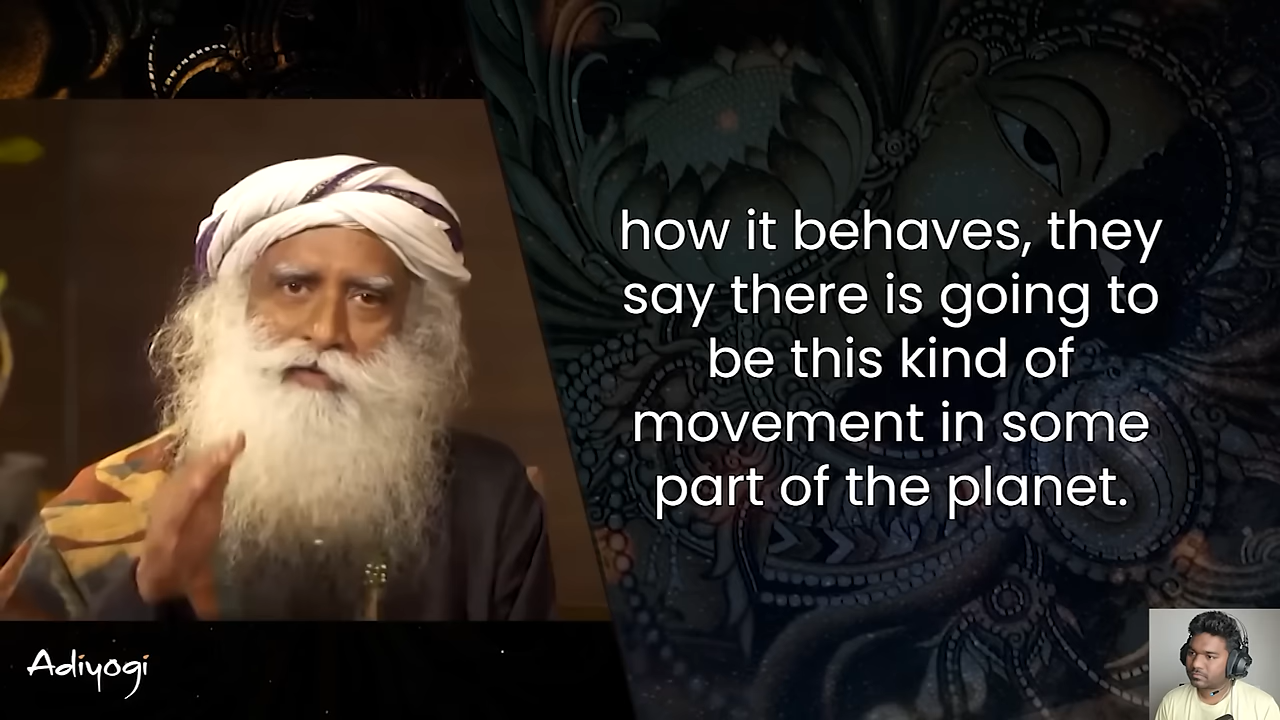 how it behaves, they
say there is going to
be this kind of
movement in some
part of the planet.
Adiyogi